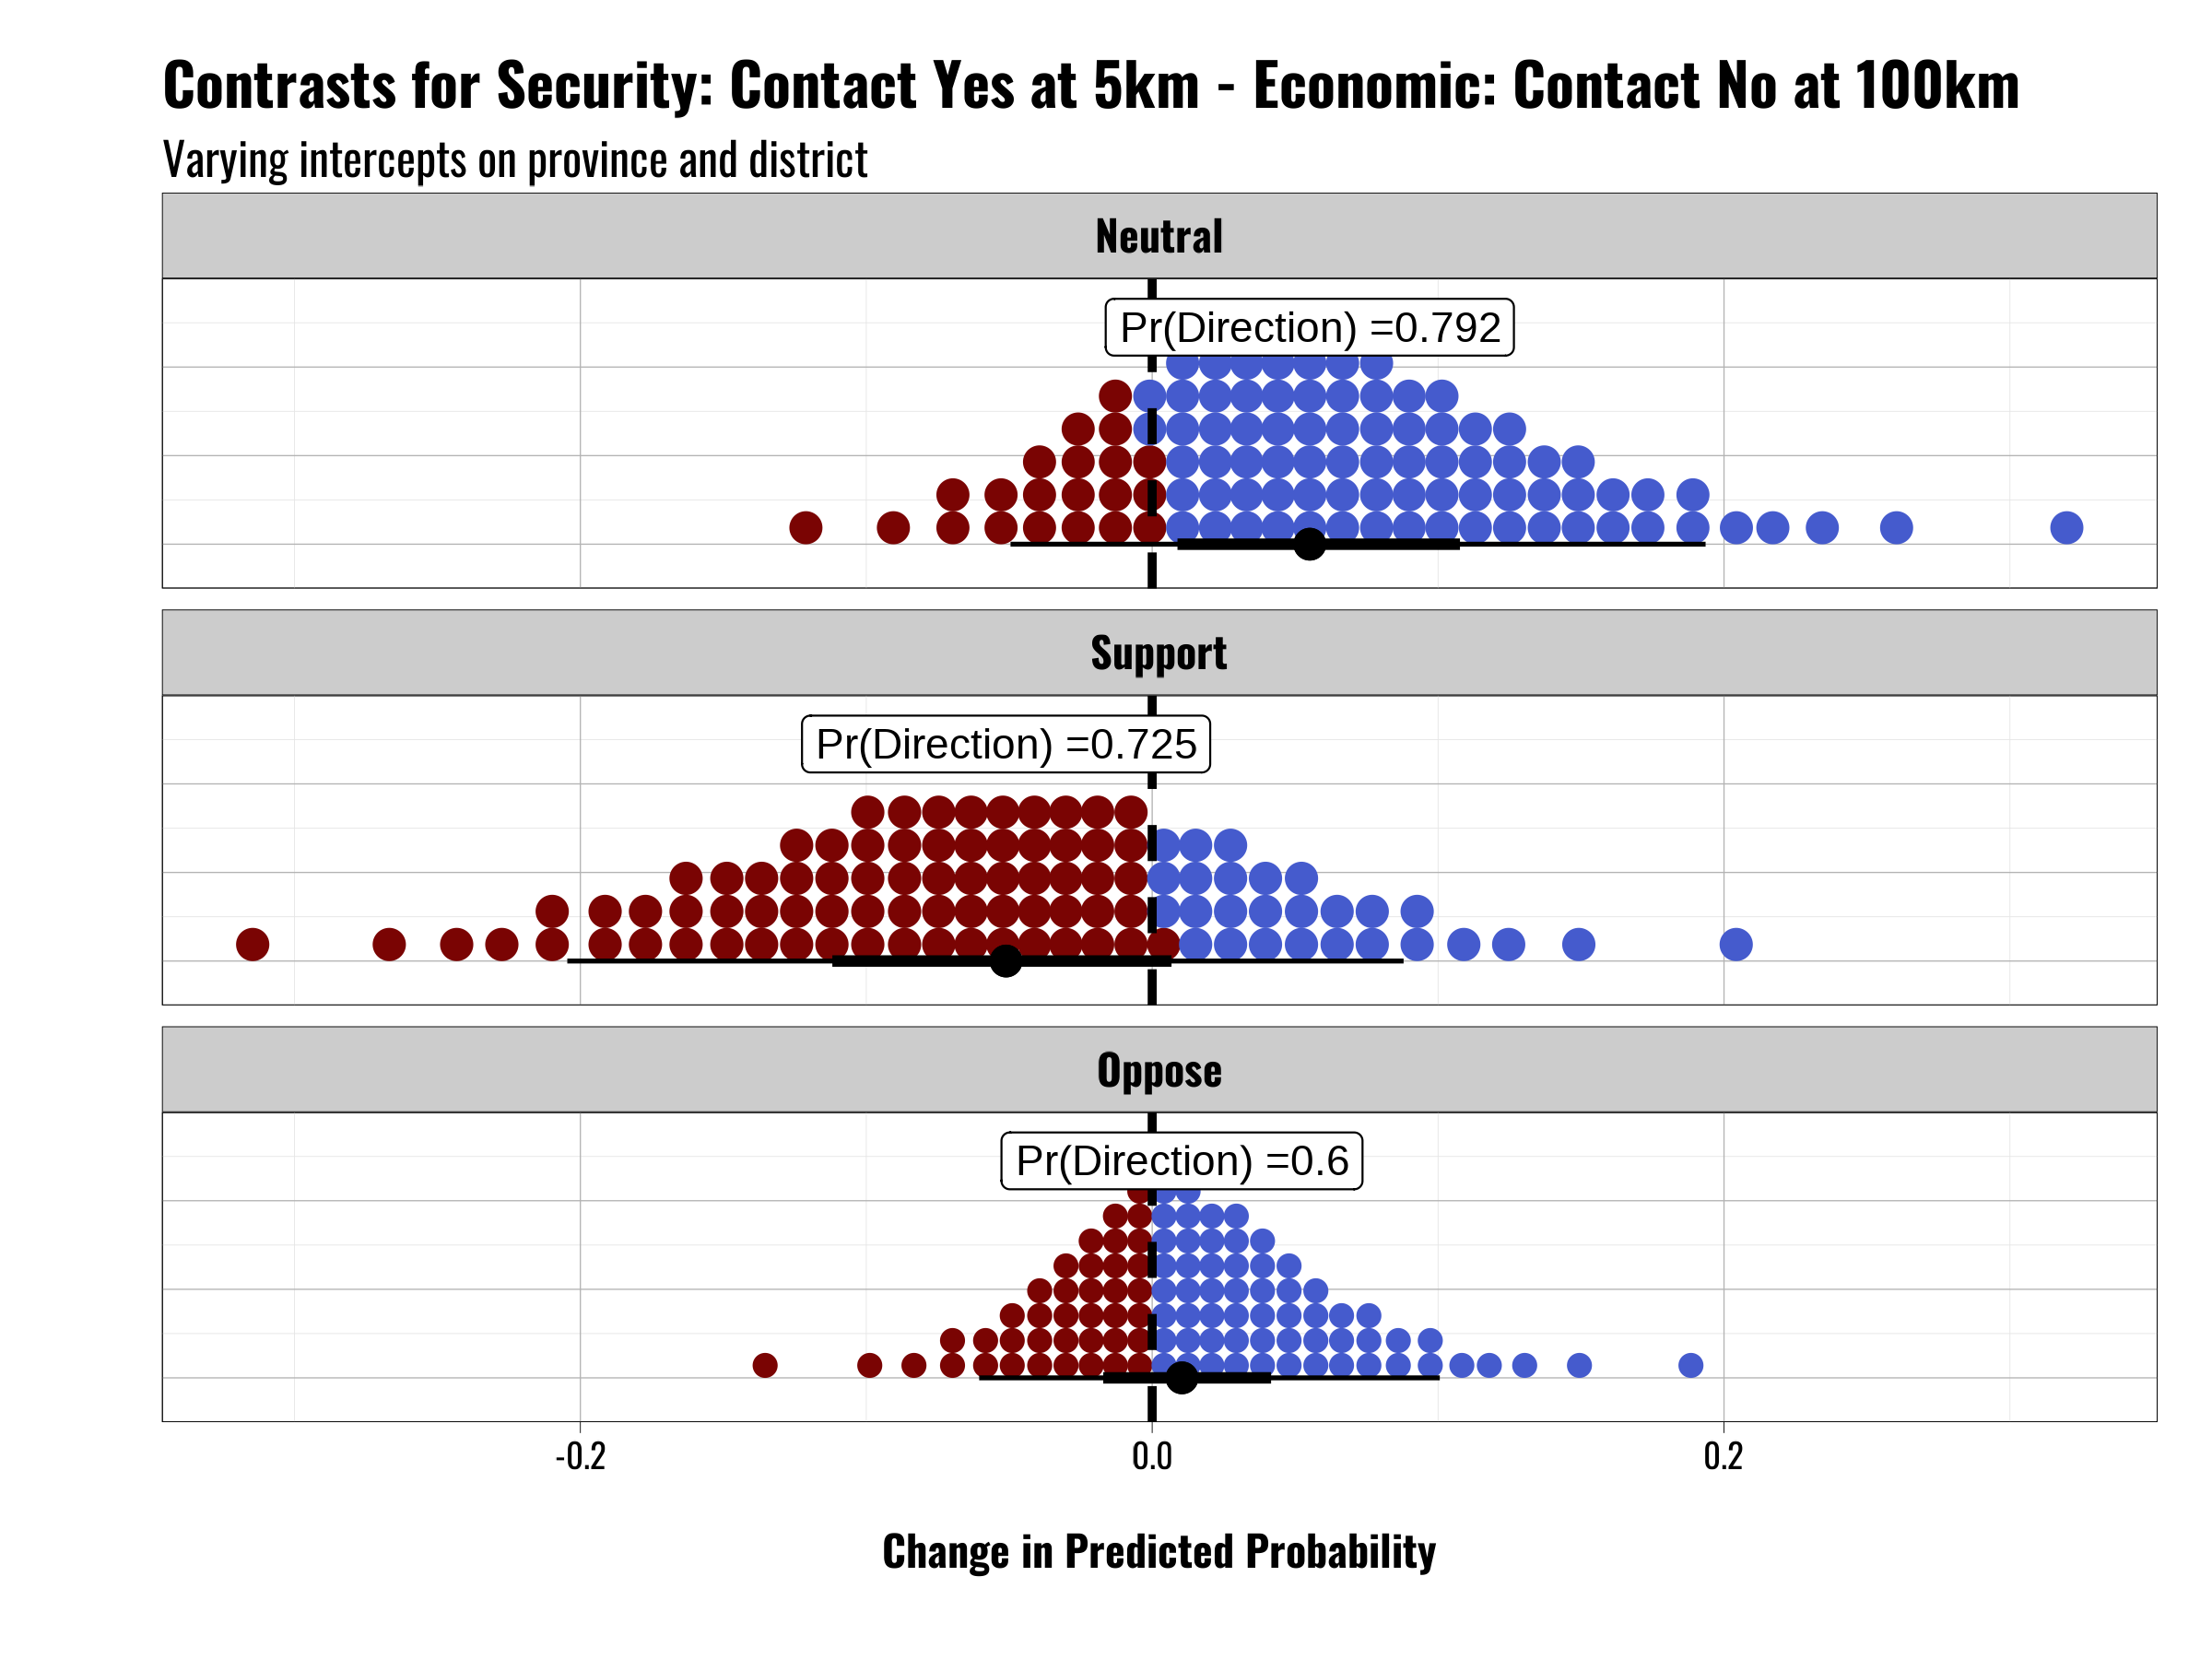 Contrasts for Security: Contact Yes at 5km - Economic: Contact No at 100km
Varying intercepts on province and district
Neutral
Pr(Direction) =0.792
Support
Pr(Direction) =0.725
Oppose
Pr(Direction) =0.6
-0.2 0.0 0.2
Change in Predicted Probability